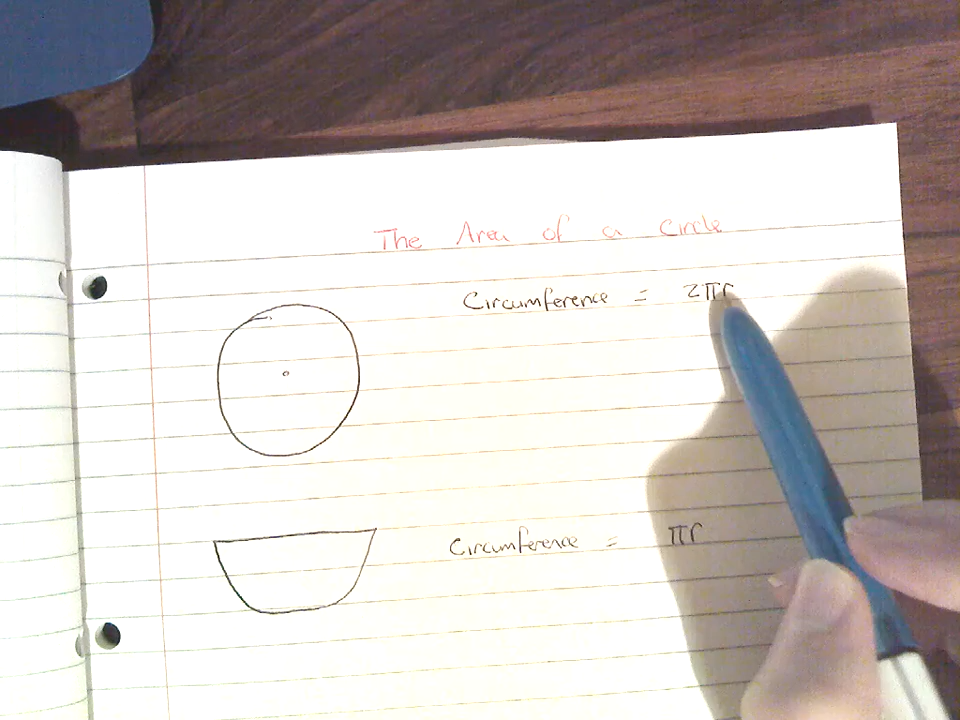 The Area of a Circle
Circumference = 2πr
Circumference = πr